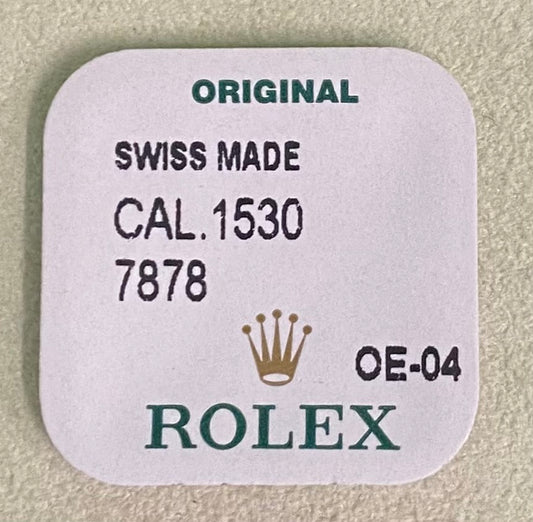 ORIGINAL
SWISS MADE
CAL.1530
7878
OE-04
ROLEX